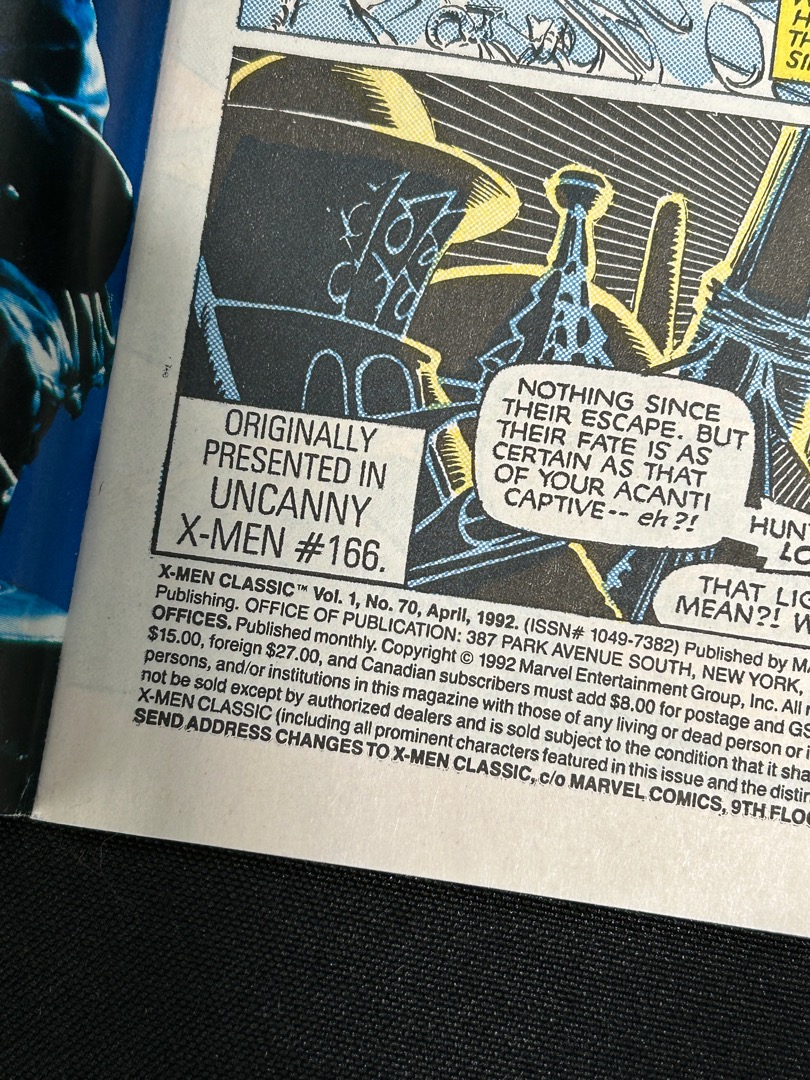 H
TH
SI
NOTHING SINCE
THEIR ESCAPE. BUT
THEIR FATE IS AS
CERTAIN AS THAT
OF YOUR ACANTI
CAPTIVE-- eh?!
HUN
LO
THAT LIG
MEAN?! W
ORIGINALLY
PRESENTED IN
UNCANNY
X-MEN #166.
X-MEN CLASSIC™ Vol. 1, No. 70, April, 1992. (ISSN# 1049-7382) Published by MA
Publishing. OFFICE OF PUBLICATION: 387 PARK AVENUE SOUTH, NEW YORK,
OFFICES. Published monthly. Copyright © 1992 Marvel Entertainment Group, Inc. All r
$15.00, foreign $27.00, and Canadian subscribers must add $8.00 for postage and GS
persons, and/or institutions in this magazine with those of any living or dead person or i
not be sold except by authorized dealers and is sold subject to the condition that it sha
X-MEN CLASSIC (including all prominent characters featured in this issue and the distin
SEND ADDRESS CHANGES TO X-MEN CLASSIC, c/o MARVEL COMICS, 9TH FLOO